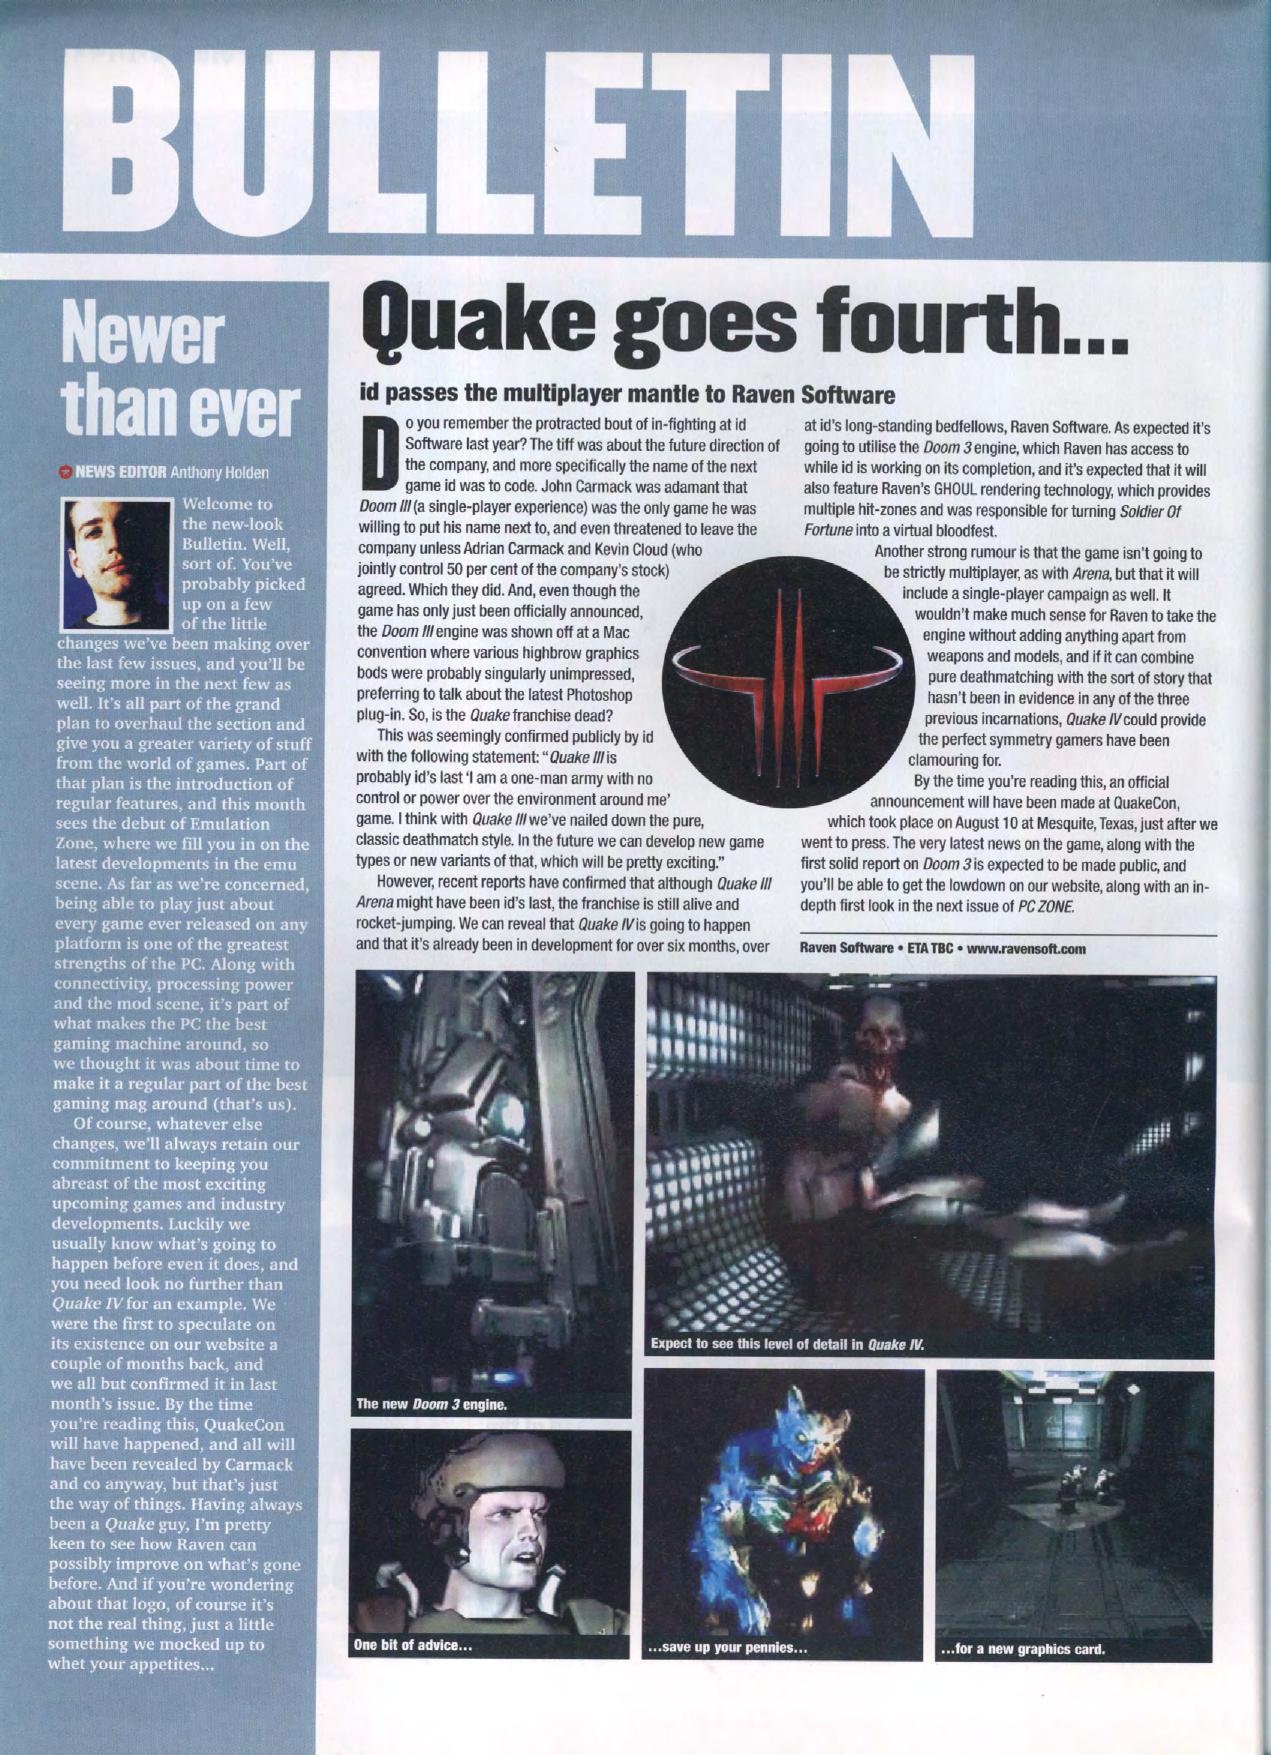 BULLETIN
Newer
than ever
NEWS EDITOR Anthony Holden
Welcome to
the new-look
Bulletin. Well,
sort of. You've
probably picked
up on a few
of the little
changes we've been making over
the last few issues, and you'll be
seeing more in the next few as
well. It's all part of the grand
plan to overhaul the section and
give you a greater variety of stuff
from the world of games. Part of
that plan is the introduction of
regular features, and this month
sees the debut of Emulation
Zone, where we fill you in on the
latest developments in the emu
scene. As far as we're concerned,
being able to play just about
every game ever released on any
platform is one of the greatest
strengths of the PC. Along with
connectivity, processing power
and the mod scene, it's part of
what makes the PC the best
gaming machine around, so
we thought it was about time to
make it a regular part of the best
gaming mag around (that's us).
Of course, whatever else
changes, we'll always retain our
commitment to keeping you
abreast of the most exciting
upcoming games and industry
developments. Luckily we
usually know what's going to
happen before even it does, and
you need look no further than
Quake IV for an example. We
were the first to speculate on
its existence on our website a
couple of months back, and
we all but confirmed it in last
month's issue. By the time
you're reading this, QuakeCon
will have happened, and all will
have been revealed by Carmack
and co anyway, but that's just
the way of things. Having always
been a Quake guy, I'm pretty
keen to see how Raven can
possibly improve on what's gone
before. And if you're wondering
about that logo, of course it's
not the real thing, just a little
something we mocked up to
whet your appetites...
Quake goes fourth...
id passes the multiplayer mantle to Raven Software
Do you remember the protracted bout of in-fighting at id
Software last year? The tiff was about the future direction of
the company, and more specifically the name of the next
game id was to code. John Carmack was adamant that
Doom III (a single-player experience) was the only game he was
willing to put his name next to, and even threatened to leave the
company unless Adrian Carmack and Kevin Cloud (who
jointly control 50 per cent of the company's stock)
agreed. Which they did. And, even though the
game has only just been officially announced,
the Doom III engine was shown off at a Mac
convention where various highbrow graphics
bods were probably singularly unimpressed,
preferring to talk about the latest Photoshop
plug-in. So, is the Quake franchise dead?
This was seemingly confirmed publicly by id
with the following statement: "Quake III is
probably id's last 'I am a one-man army with no
control or power over the environment around me'
game. I think with Quake III we've nailed down the pure,
classic deathmatch style. In the future we can develop new game
types or new variants of that, which will be pretty exciting."
However, recent reports have confirmed that although Quake III
Arena might have been id's last, the franchise is still alive and
rocket-jumping. We can reveal that Quake IV is going to happen
and that it's already been in development for over six months, over
at id's long-standing bedfellows, Raven Software. As expected it's
going to utilise the Doom 3 engine, which Raven has access to
while id is working on its completion, and it's expected that it will
also feature Raven's GHOUL rendering technology, which provides
multiple hit-zones and was responsible for turning Soldier Of
Fortune into a virtual bloodfest.
Another strong rumour is that the game isn't going to
be strictly multiplayer, as with Arena, but that it will
include a single-player campaign as well. It
wouldn't make much sense for Raven to take the
engine without adding anything apart from
weapons and models, and if it can combine
pure deathmatching with the sort of story that
hasn't been in evidence in any of the three
previous incarnations, Quake IV could provide
the perfect symmetry gamers have been
clamouring for.
By the time you're reading this, an official
announcement will have been made at QuakeCon,
which took place on August 10 at Mesquite, Texas, just after we
went to press. The very latest news on the game, along with the
first solid report on Doom 3 is expected to be made public, and
you'll be able to get the lowdown on our website, along with an in-
depth first look in the next issue of PC ZONE.
Raven Software • ETA TBC • www.ravensoft.com
The new Doom 3 engine.
Expect to see this level of detail in Quake IV.
One bit of advice...
...save up your pennies...
...for a new graphics card.